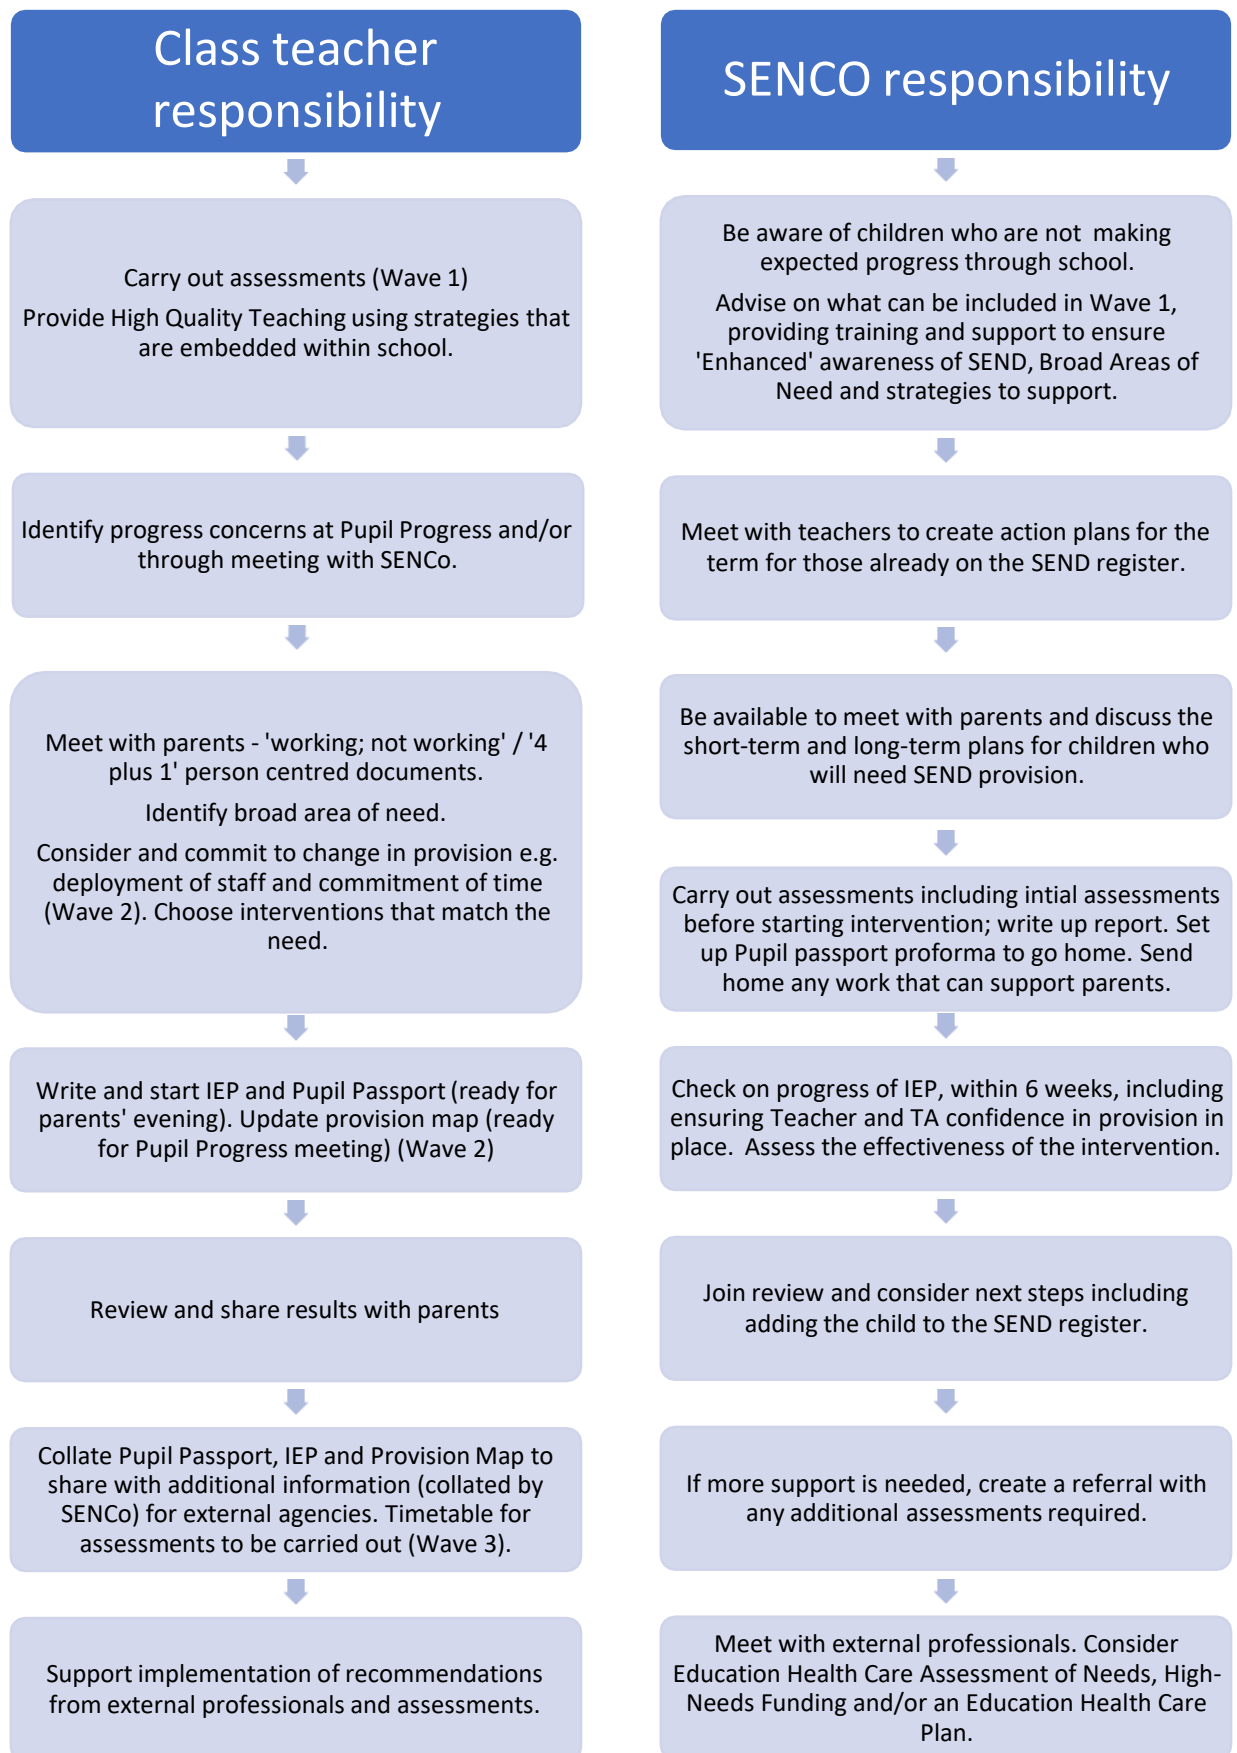 Class teacher
responsibility
Carry out assessments (Wave 1)
Provide High Quality Teaching using strategies that
are embedded within school.
Identify progress concerns at Pupil Progress and/or
through meeting with SENCo.
Meet with parents - 'working; not working' / '4
plus 1' person centred documents.
Identify broad area of need.
Consider and commit to change in provision e.g.
deployment of staff and commitment of time
(Wave 2). Choose interventions that match the
need.
Write and start IEP and Pupil Passport (ready for
parents' evening). Update provision map (ready
for Pupil Progress meeting) (Wave 2)
Review and share results with parents
Collate Pupil Passport, IEP and Provision Map to
share with additional information (collated by
SENCo) for external agencies. Timetable for
assessments to be carried out (Wave 3).
Support implementation of recommendations
from external professionals and assessments.
SENCO responsibility
Be aware of children who are not  making
expected progress through school.
Advise on what can be included in Wave 1,
providing training and support to ensure
'Enhanced' awareness of SEND, Broad Areas of
Need and strategies to support.
Meet with teachers to create action plans for the
term for those already on the SEND register.
Be available to meet with parents and discuss the
short-term and long-term plans for children who
will need SEND provision.
Carry out assessments including intial assessments
before starting intervention; write up report. Set
up Pupil passport proforma to go home. Send
home any work that can support parents.
Check on progress of IEP, within 6 weeks, including
ensuring Teacher and TA confidence in provision in
place.  Assess the effectiveness of the intervention.
Join review and consider next steps including
adding the child to the SEND register.
If more support is needed, create a referral with
any additional assessments required.
Meet with external professionals. Consider
Education Health Care Assessment of Needs, High-
Needs Funding and/or an Education Health Care
Plan.